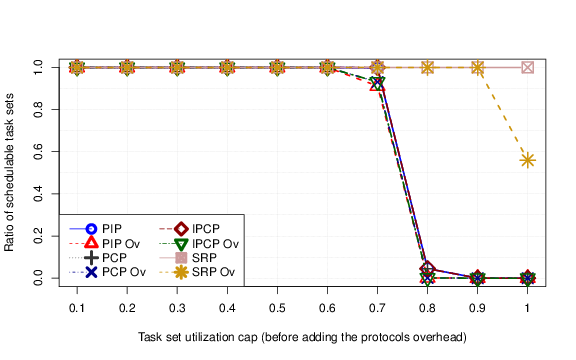 Ratio of schedulable task sets
1.0
0.8
0.6
0.4
0.2
0.0
PIP
PIP Ov
PCP
PCP Ov
IPCP
IPCP Ov
SRP
SRP Ov
0.1 0.2 0.3 0.4 0.5 0.6 0.7 0.8 0.9 1
Task set utilization cap (before adding the protocols overhead)